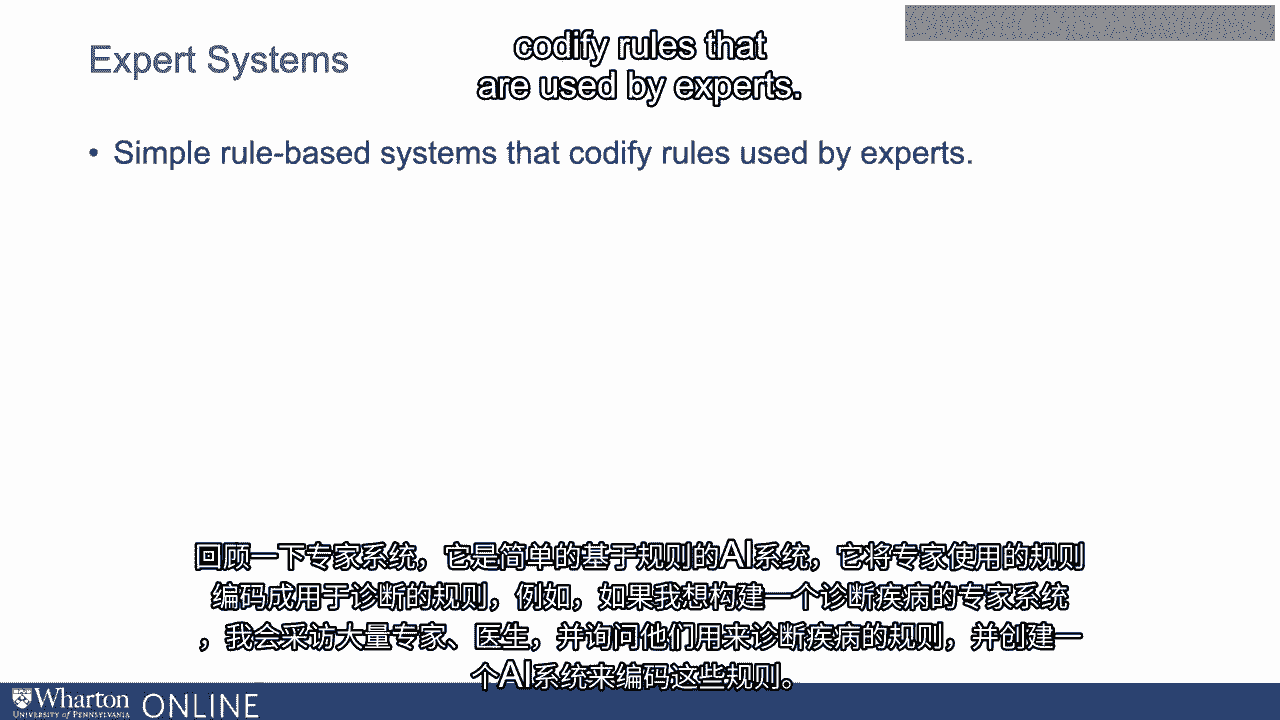 codify rules that
Expert Systems
are used by experts.
• Simple rule-based systems that codify rules used by experts.
回顾一下专家系统，它是简单的基于规则的AI系统，它将专家使用的规则
编码成用于诊断的规则，例如，如果我想构建一个诊断疾病的专家系统
，我会采访大量专家、医生，并询问他们用来诊断疾病的规则，并创建一
个AI系统来编码这些规则。
Wharton
UNIVERSITY of PENNSYLVANIA
ONLINE